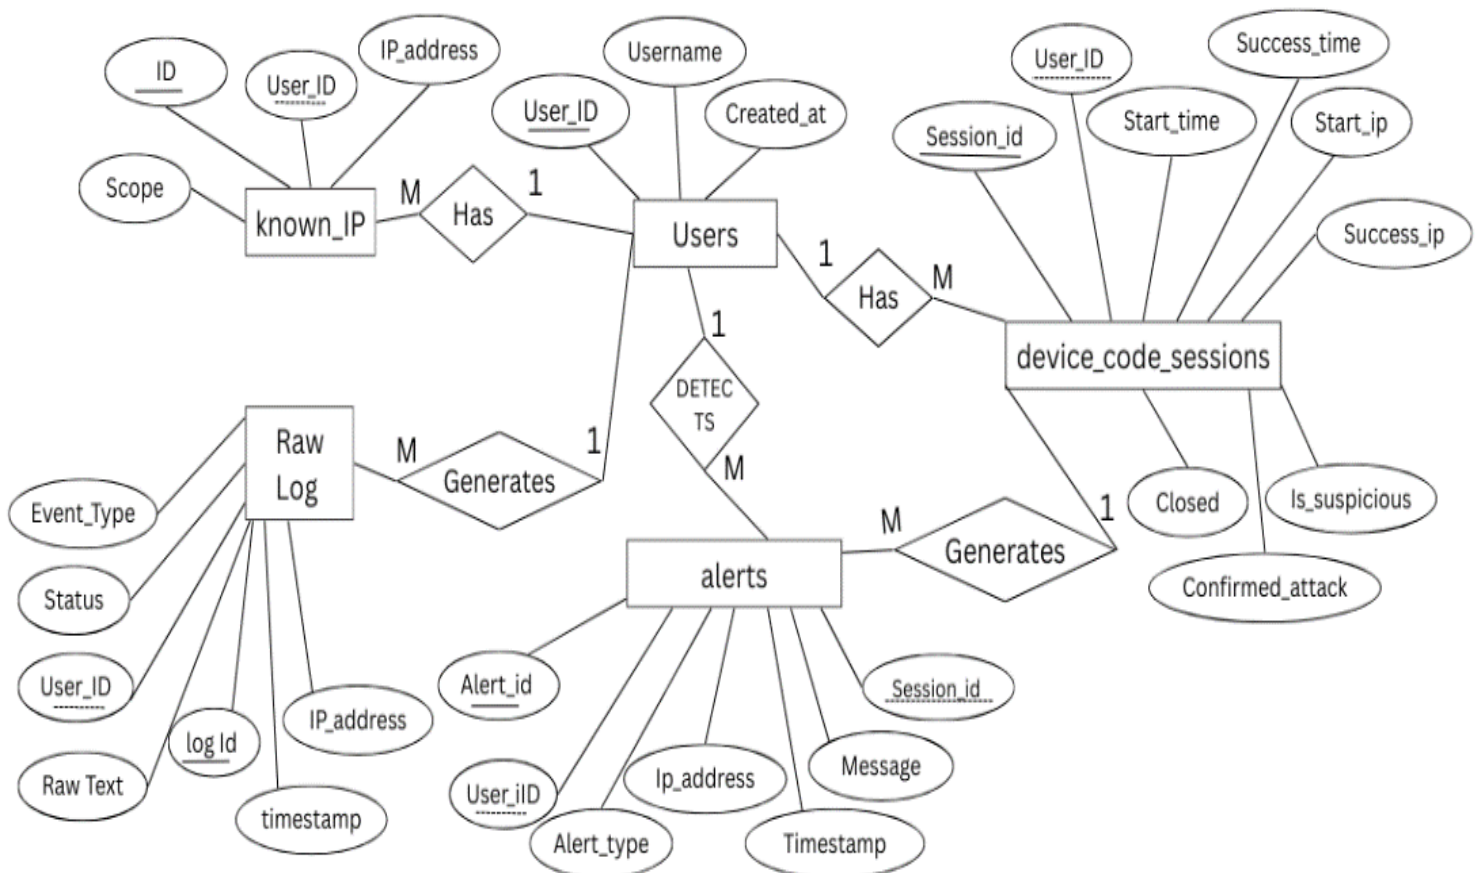 ID
User_ID
IP_address
Scope
known_IP
M
Has
1
User_ID
Username
Created_at
Users
1
Has
M
Session_id
User_ID
Start_time
Success_time
Start_ip
Success_ip
device_code_sessions
Closed
Confirmed_attack
Is_suspicious
1
DETEC
TS
M
Raw
Log
M
Generates
1
Event_Type
Status
User_ID
Raw Text
log Id
timestamp
IP_address
alerts
M
Generates
1
Alert_id
User_iID
Alert_type
Ip_address
Timestamp
Message
Session_id